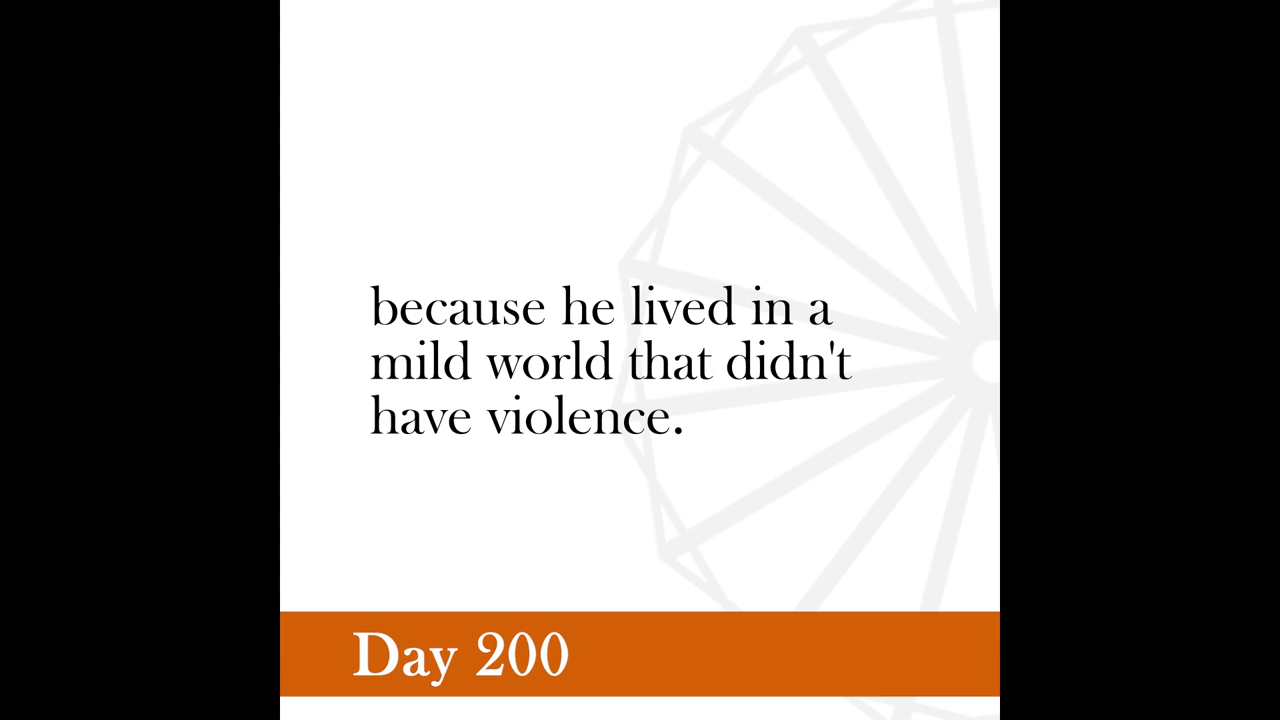 because he lived in a
mild world that didn't
have violence.
Day 200